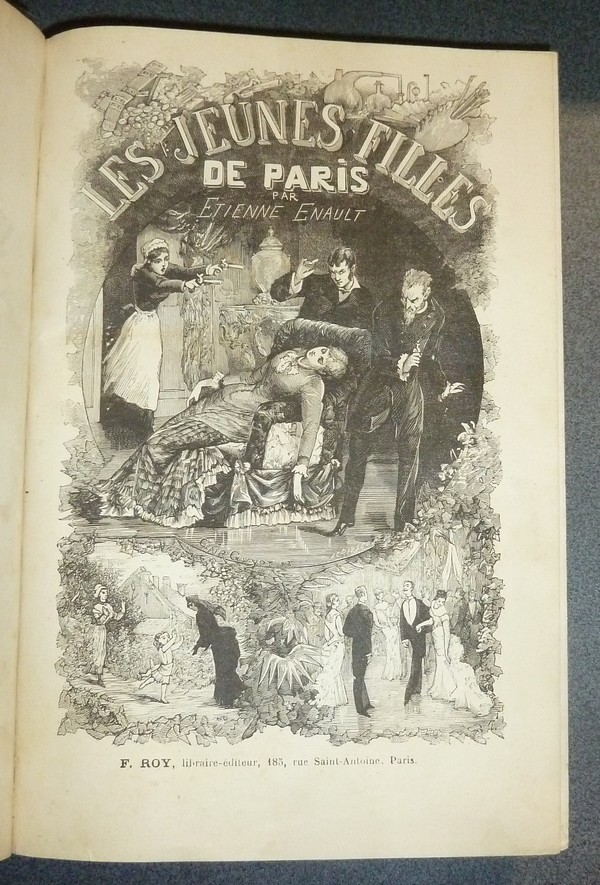 LES JEUNES FILLES
DE PARIS
PAR
ETIENNE ENAULT
F. ROY, libraire-éditeur, 185, rue Saint-Antoine, Paris.